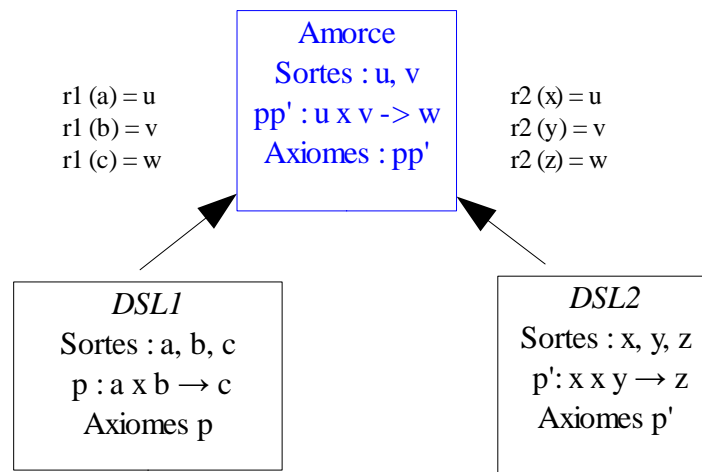 Amorce
Sortes : u, v
pp' : u x v -> w
Axiomes : pp'
r1 (a) = u
r1 (b) = v
r1 (c) = w
r2 (x) = u
r2 (y) = v
r2 (z) = w
DSL1
Sortes : a, b, c
p : a x b → c
Axiomes p
DSL2
Sortes : x, y, z
p': x x y → z
Axiomes p'